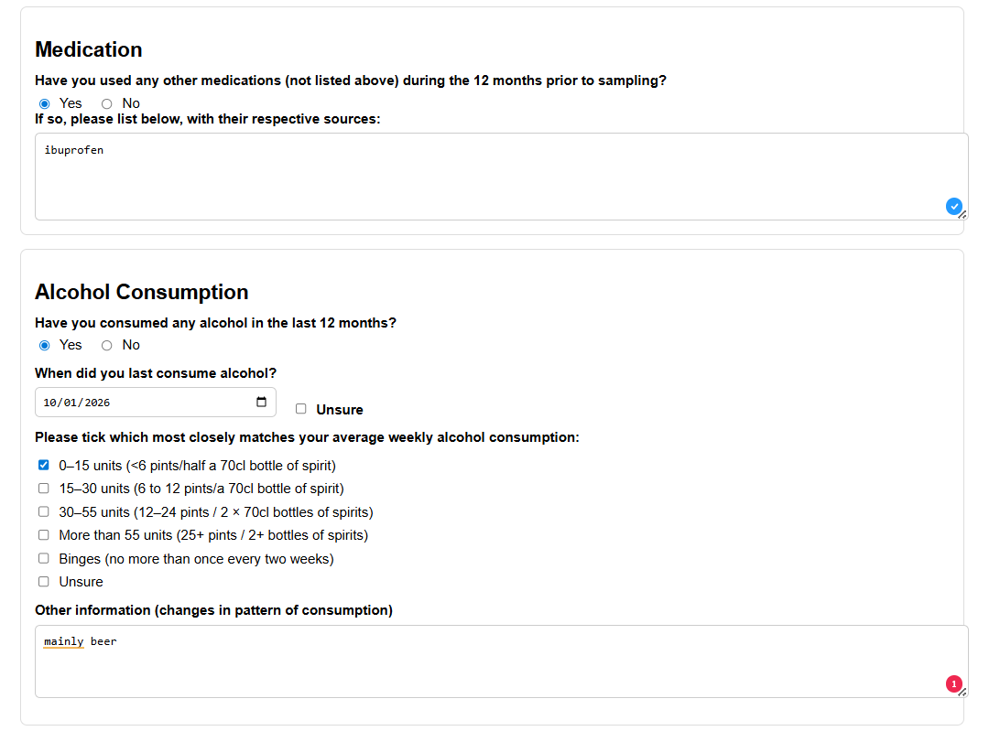 Medication
Have you used any other medications (not listed above) during the 12 months prior to sampling?
Yes No
If so, please list below, with their respective sources:
ibuprofen
Alcohol Consumption
Have you consumed any alcohol in the last 12 months?
Yes No
When did you last consume alcohol?
10/01/2026 Unsure
Please tick which most closely matches your average weekly alcohol consumption:
0–15 units (<6 pints/half a 70cl bottle of spirit)
15–30 units (6 to 12 pints/a 70cl bottle of spirit)
30–55 units (12–24 pints / 2 × 70cl bottles of spirits)
More than 55 units (25+ pints / 2+ bottles of spirits)
Binges (no more than once every two weeks)
Unsure
Other information (changes in pattern of consumption)
mainly beer
1